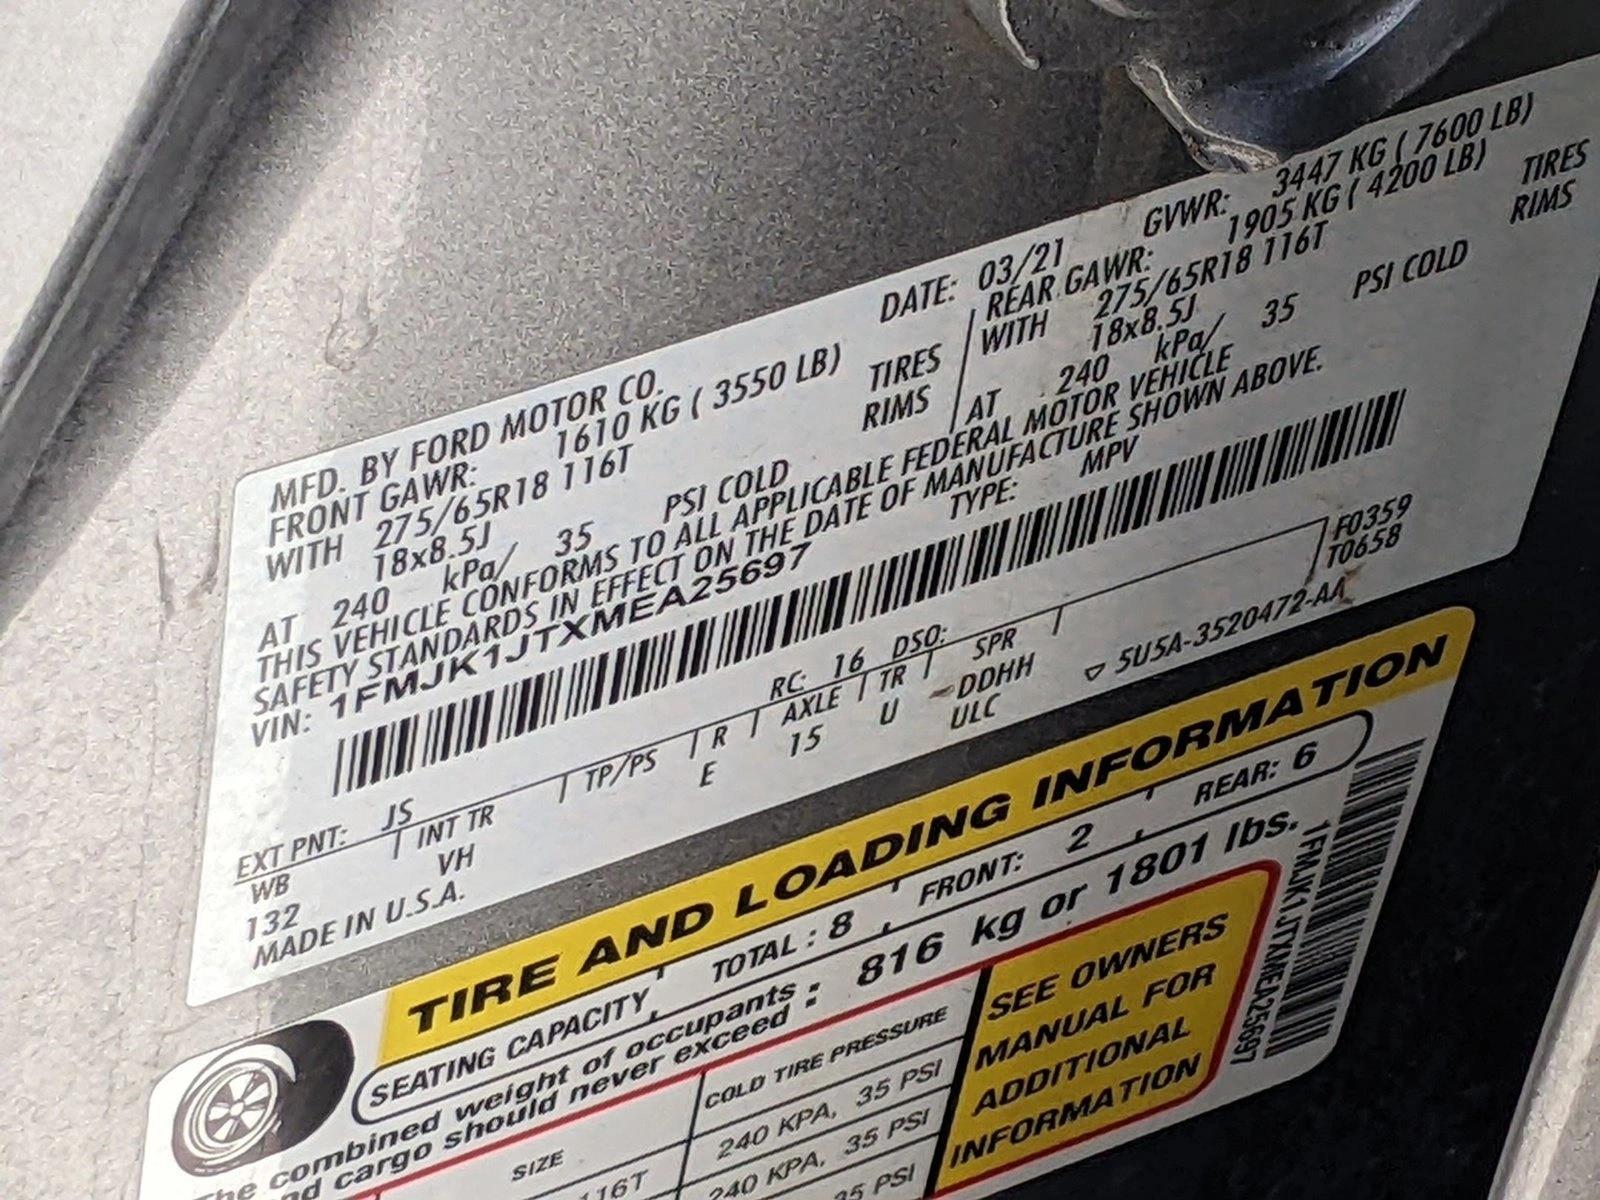 MFD. BY FORD MOTOR CO. DATE: 03/21 GVWR: 3447 KG ( 7600 LB)
FRONT GAWR: 1610 KG ( 3550 LB) REAR GAWR: 1905 KG ( 4200 LB)
WITH 275/65R18 116T TIRES WITH 275/65R18 116T TIRES
18x8.5J RIMS 18x8.5J RIMS
AT 240 kPa/ 35 PSI COLD AT 240 kPa/ 35 PSI COLD
THIS VEHICLE CONFORMS TO ALL APPLICABLE FEDERAL MOTOR VEHICLE
SAFETY STANDARDS IN EFFECT ON THE DATE OF MANUFACTURE SHOWN ABOVE.
VIN: 1FMJK1JTXMEA25697 TYPE: MPV
F0359
T0658
EXT PNT: JS RC: 16 DSO:
WB INT TR TP/PS R AXLE TR SPR
132 VH E 15 U DDHH
ULC
MADE IN U.S.A.
5U5A-3520472-AA
TIRE AND LOADING INFORMATION
SEATING CAPACITY TOTAL : 8 FRONT: 2 REAR: 6
The combined weight of occupants
and cargo should never exceed : 816 kg or 1801 lbs.
SIZE COLD TIRE PRESSURE
116T 240 KPA, 35 PSI
240 KPA, 35 PSI
35 PSI
SEE OWNERS
MANUAL FOR
ADDITIONAL
INFORMATION
1FMJK1JTXMEA25697